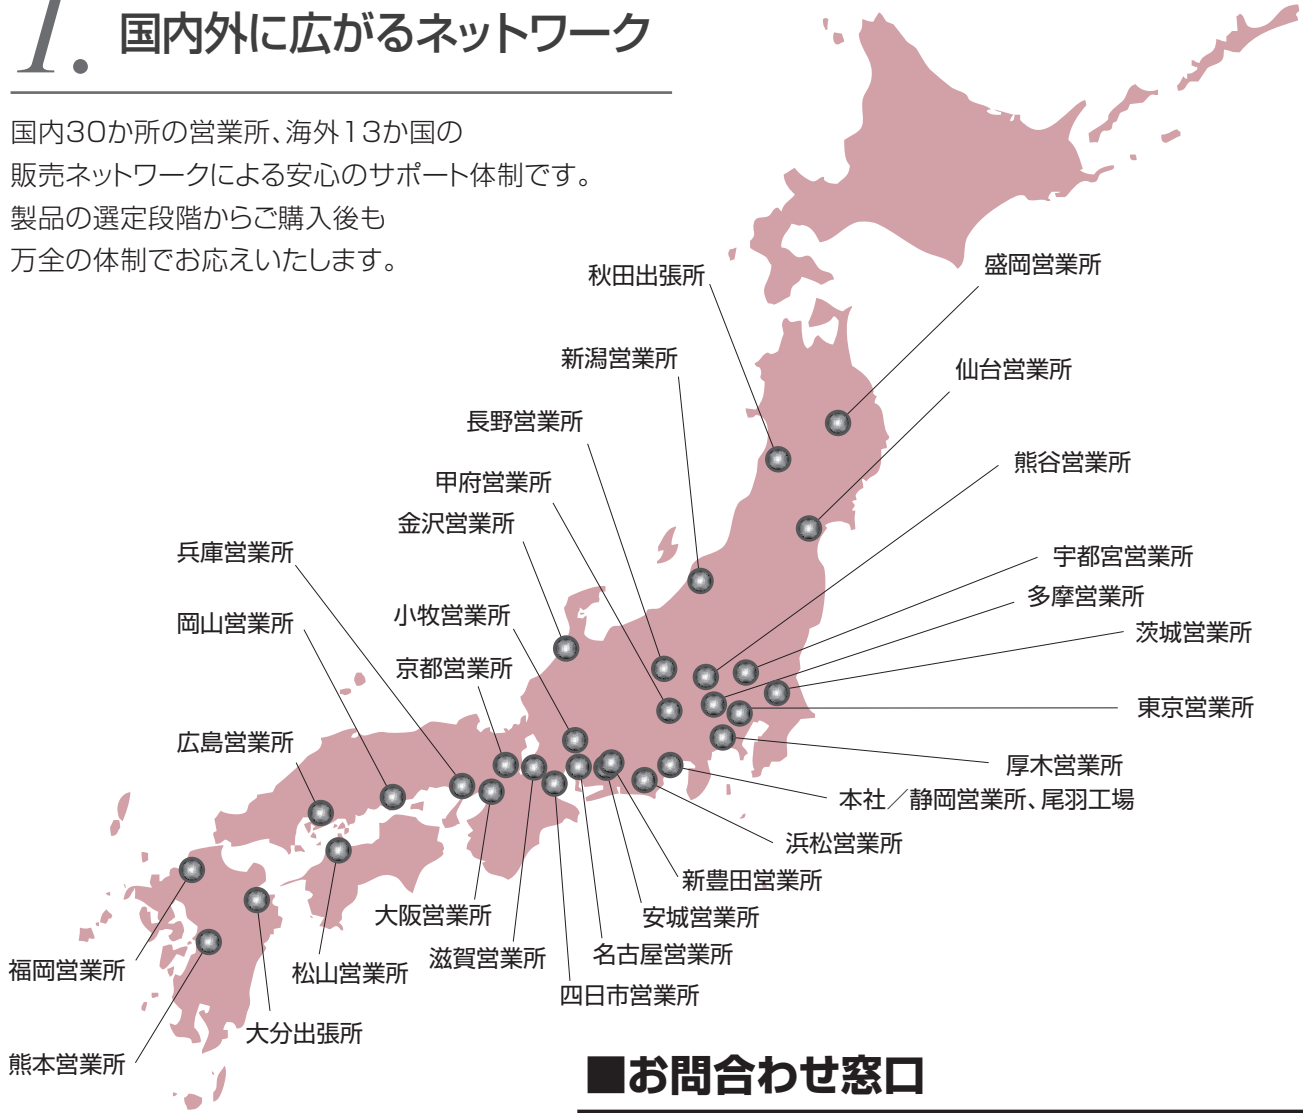 1. 国内外に広がるネットワーク
国内30か所の営業所、海外13か国の
販売ネットワークによる安心のサポート体制です。
製品の選定段階からご購入後も
万全の体制でお応えいたします。
秋田出張所
盛岡営業所
新潟営業所
仙台営業所
長野営業所
熊谷営業所
甲府営業所
金沢営業所
兵庫営業所
宇都宮営業所
多摩営業所
岡山営業所
小牧営業所
茨城営業所
京都営業所
東京営業所
広島営業所
厚木営業所
本社／静岡営業所、尾羽工場
浜松営業所
新豊田営業所
大阪営業所
安城営業所
滋賀営業所
名古屋営業所
福岡営業所
松山営業所
四日市営業所
大分出張所
熊本営業所
■お問合わせ窓口